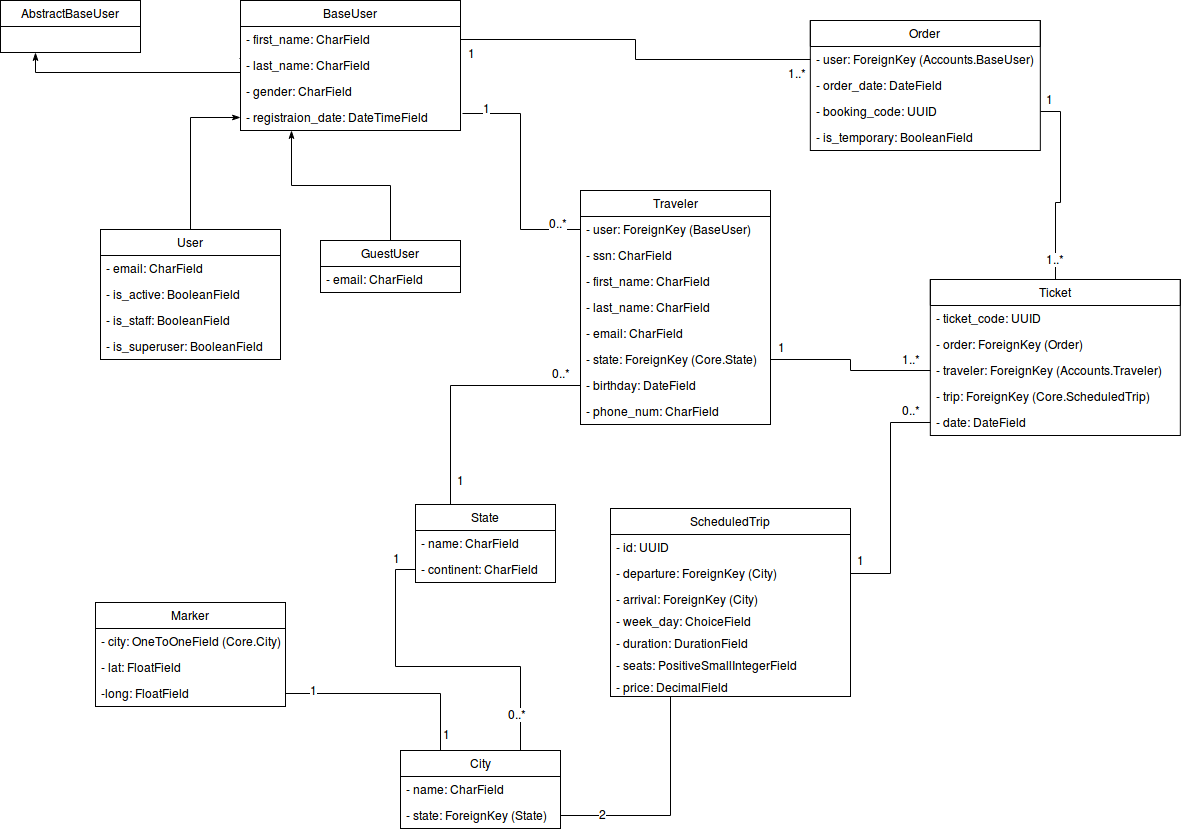 AbstractBaseUser
BaseUser
- first_name: CharField
- last_name: CharField
- gender: CharField
- registraion_date: DateTimeField
1
1..*
1
0..*
Order
- user: ForeignKey (Accounts.BaseUser)
- order_date: DateField
- booking_code: UUID
- is_temporary: BooleanField
1
1..*
User
- email: CharField
- is_active: BooleanField
- is_staff: BooleanField
- is_superuser: BooleanField
GuestUser
- email: CharField
Traveler
- user: ForeignKey (BaseUser)
- ssn: CharField
- first_name: CharField
- last_name: CharField
- email: CharField
- state: ForeignKey (Core.State)
- birthday: DateField
- phone_num: CharField
1
1..*
0..*
1
Ticket
- ticket_code: UUID
- order: ForeignKey (Order)
- traveler: ForeignKey (Accounts.Traveler)
- trip: ForeignKey (Core.ScheduledTrip)
- date: DateField
0..*
1
State
- name: CharField
- continent: CharField
1
0..*
ScheduledTrip
- id: UUID
- departure: ForeignKey (City)
- arrival: ForeignKey (City)
- week_day: ChoiceField
- duration: DurationField
- seats: PositiveSmallIntegerField
- price: DecimalField
Marker
- city: OneToOneField (Core.City)
- lat: FloatField
-long: FloatField
1
1
City
- name: CharField
- state: ForeignKey (State)
2